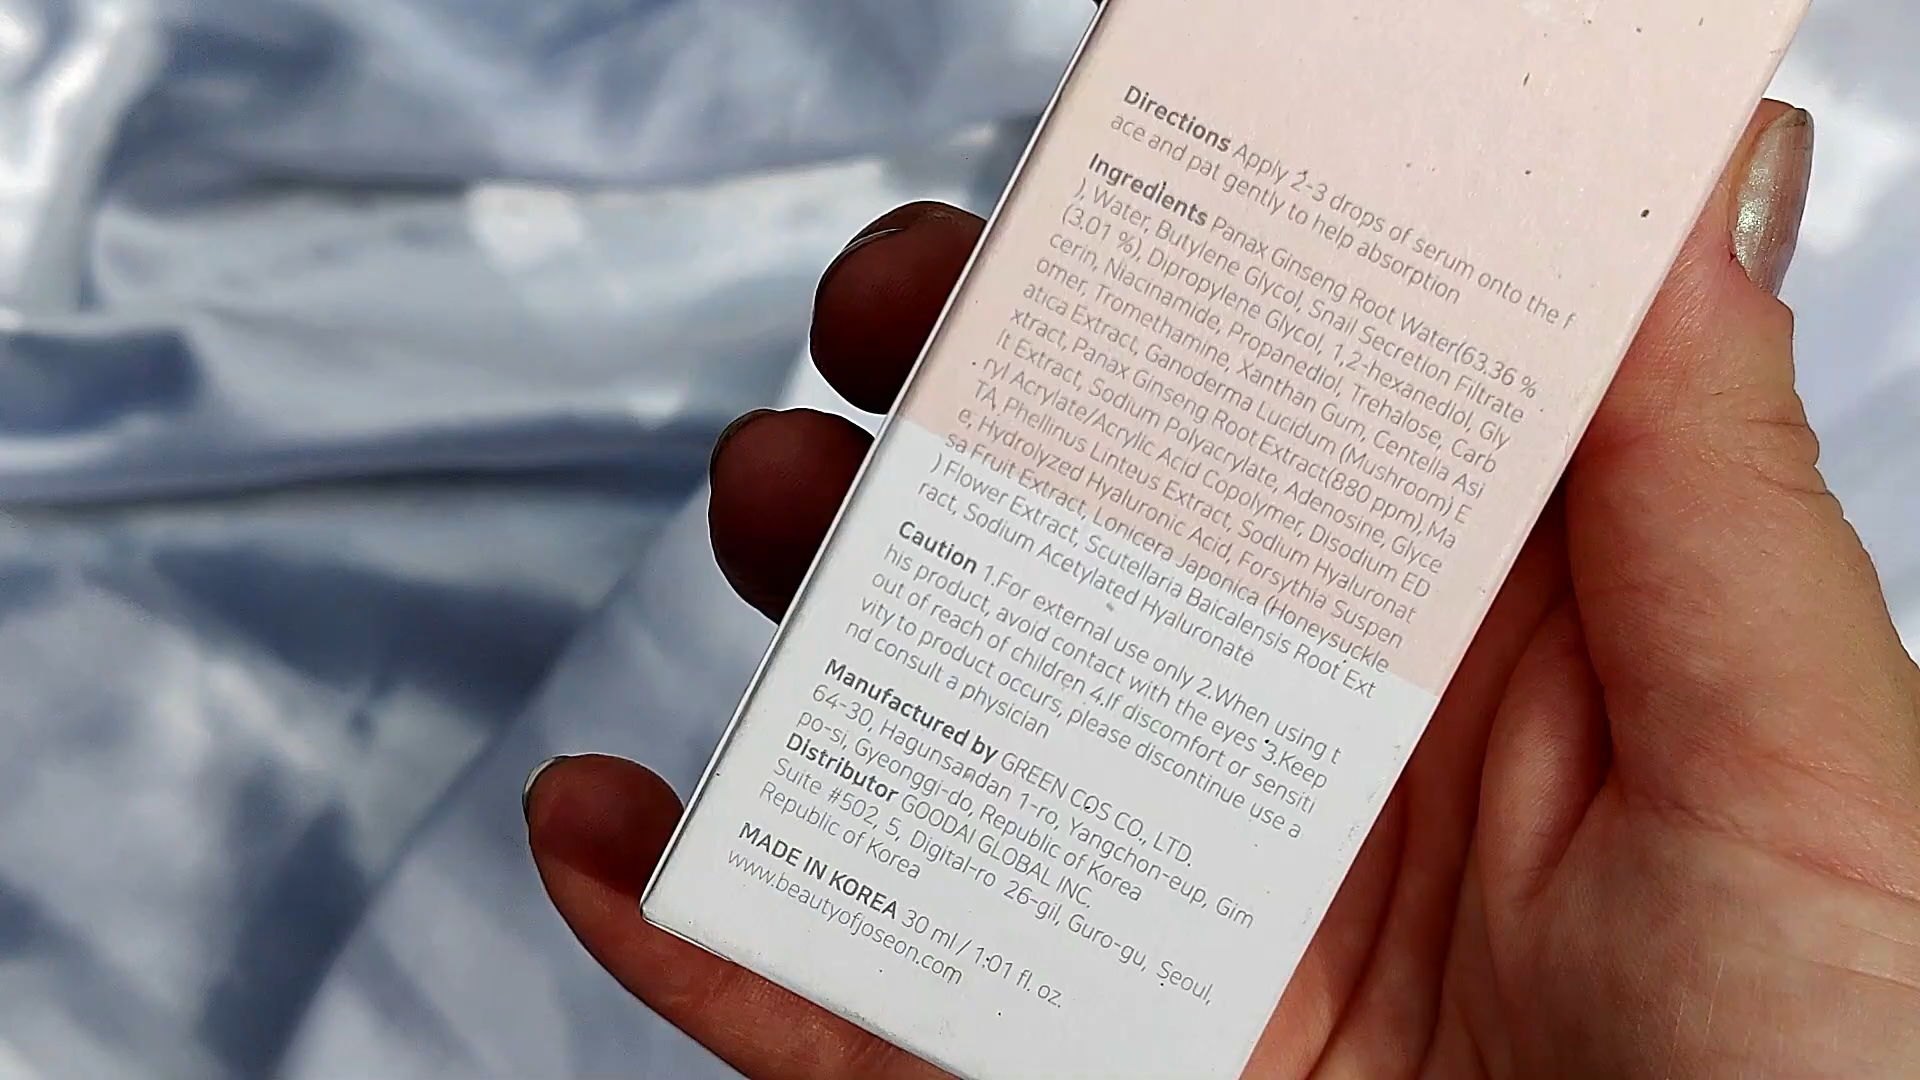 Directions Apply 2-3 drops of serum onto the f
ace and pat gently to help absorption
Ingredients Panax Ginseng Root Water(63.36 %
), Water, Butylene Glycol, Snail Secretion Filtrate
(3.01 %), Dipropylene Glycol, 1,2-hexanediol, Gly
cerin, Niacinamide, Propanediol, Trehalose, Carb
omer, Tromethamine, Xanthan Gum, Centella Asi
atica Extract, Ganoderma Lucidum (Mushroom) E
xtract, Panax Ginseng Root Extract(880 ppm), Ma
lt Extract, Sodium Polyacrylate, Adenosine, Glyce
ryl Acrylate/Acrylic Acid Copolymer, Disodium ED
TA, Phellinus Linteus Extract, Sodium Hyaluronat
e, Hydrolyzed Hyaluronic Acid, Forsythia Suspen
sa Fruit Extract, Lonicera Japonica (Honeysuckle
) Flower Extract, Scutellaria Baicalensis Root Ext
ract, Sodium Acetylated Hyaluronate
Caution 1.For external use only 2.When using t
his product, avoid contact with the eyes 3.Keep
out of reach of children 4.If discomfort or sensiti
vity to product occurs, please discontinue use a
nd consult a physician
Manufactured by GREEN COS CO., LTD.
64-30, Hagunsandan 1-ro, Yangchon-eup, Gim
po-si, Gyeonggi-do, Republic of Korea
Distributor GOODAI GLOBAL INC.
Suite #502, 5, Digital-ro 26-gil, Guro-gu, Seoul,
Republic of Korea
MADE IN KOREA 30 ml / 1.01 fl. oz.
www.beautyofjoseon.com